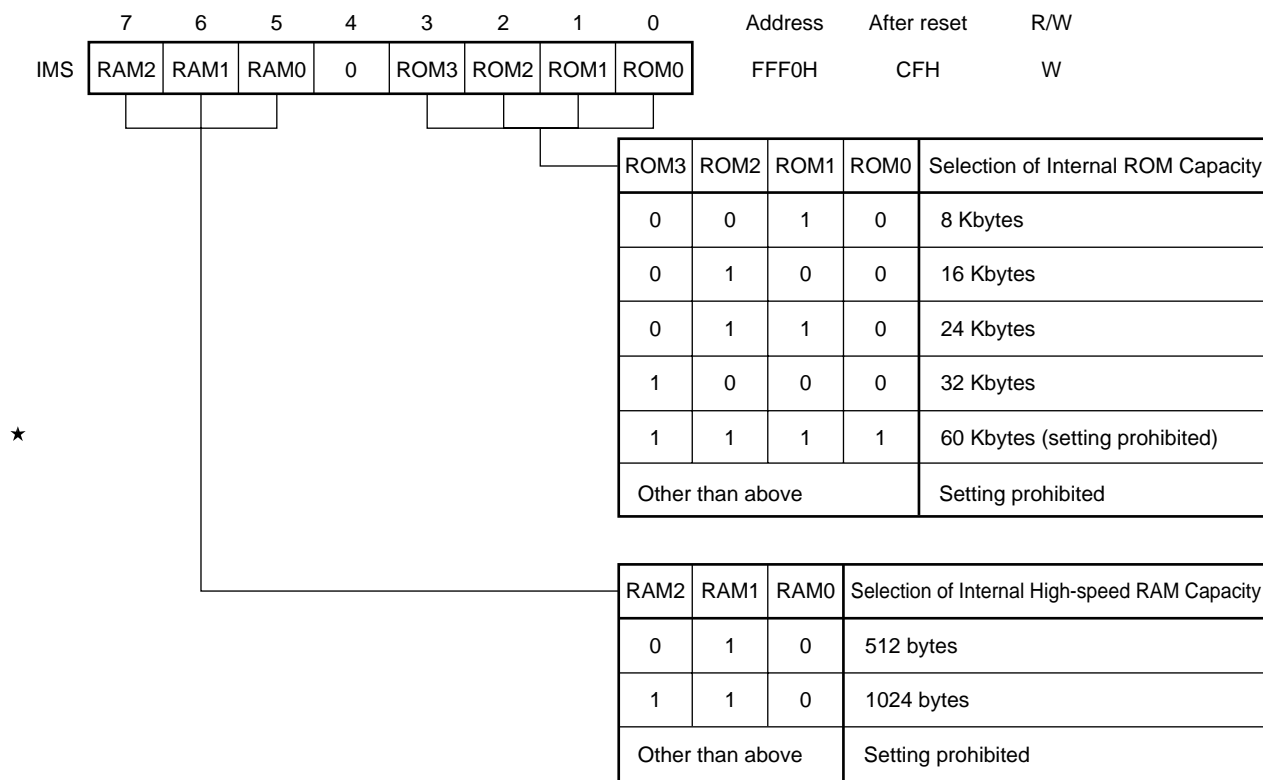 7 6 5 4 3 2 1 0 Address After reset R/W
IMS RAM2 RAM1 RAM0 0 ROM3 ROM2 ROM1 ROM0 FFF0H CFH W
ROM3 ROM2 ROM1 ROM0 Selection of Internal ROM Capacity
0 0 1 0 8 Kbytes
0 1 0 0 16 Kbytes
0 1 1 0 24 Kbytes
1 0 0 0 32 Kbytes
★ 1 1 1 1 60 Kbytes (setting prohibited)
Other than above Setting prohibited
RAM2 RAM1 RAM0 Selection of Internal High-speed RAM Capacity
0 1 0 512 bytes
1 1 0 1024 bytes
Other than above Setting prohibited